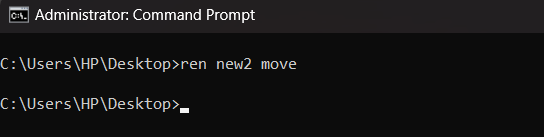 Administrator: Command Prompt
C:\Users\HP\Desktop>ren new2 move
C:\Users\HP\Desktop>